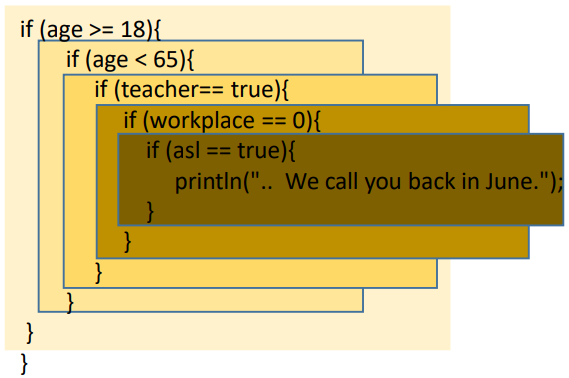 if (age >= 18){
if (age < 65){
if (teacher== true){
if (workplace == 0){
if (asl == true){
println(".. We call you back in June.");
}
}
}
}
}
}